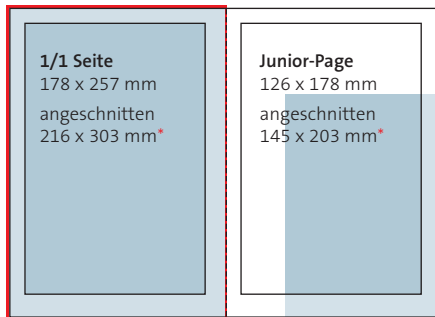 1/1 Seite
178 x 257 mm
angeschnitten
216 x 303 mm*
Junior-Page
126 x 178 mm
angeschnitten
145 x 203 mm*